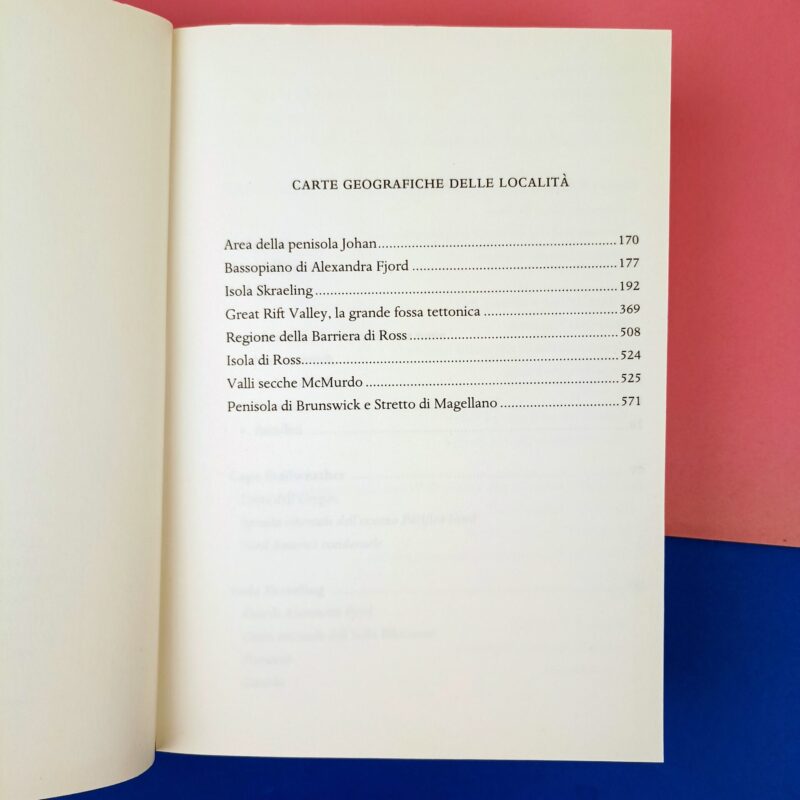 CARTE GEOGRAFICHE DELLE LOCALITÀ
Area della penisola Johan 170
Bassopiano di Alexandra Fjord 177
Isola Skraeling 192
Great Rift Valley, la grande fossa tettonica 369
Regione della Barriera di Ross 508
Isola di Ross 524
Valli secche McMurdo 525
Penisola di Brunswick e Stretto di Magellano 571